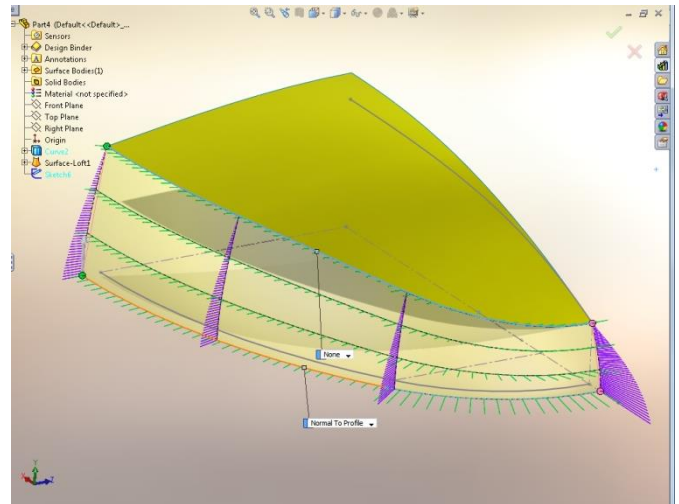 Part4 (Default<<Default>_...
Sensors
Design Binder
Annotations
Surface Bodies(1)
Solid Bodies
Material <not specified>
Front Plane
Top Plane
Right Plane
Origin
Curve2
Surface-Loft1
Sketch6
None
Normal To Profile
Y
X
Z